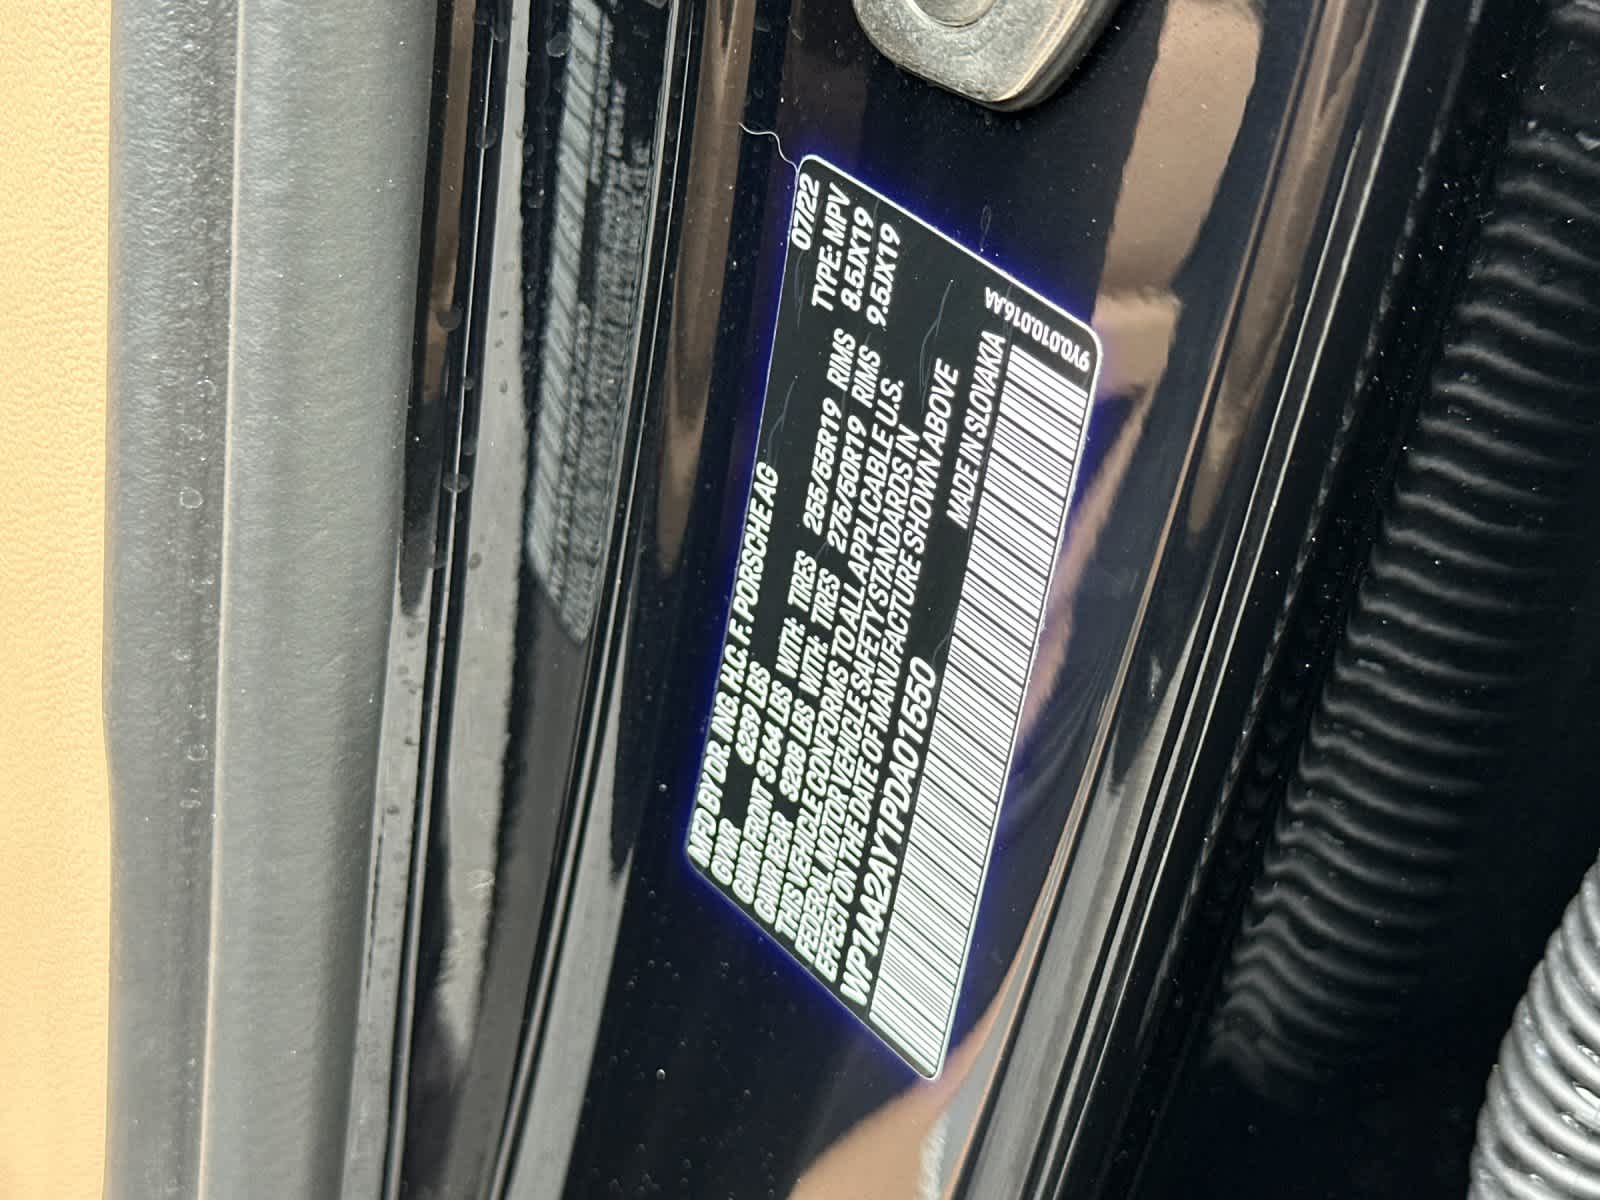 MFD BY DR. ING. H.C. F. PORSCHE AG 07/22
GVWR 6239 LBS TYPE: MPV
GAWR FRONT 3164 LBS WITH: TIRES 255/55R19 RIMS 8.5JX19
GAWR REAR 3208 LBS WITH: TIRES 275/50R19 RIMS 9.5JX19
THIS VEHICLE CONFORMS TO ALL APPLICABLE U.S.
FEDERAL MOTOR VEHICLE SAFETY STANDARDS IN
EFFECT ON THE DATE OF MANUFACTURE SHOWN ABOVE
WP1AA2AY1PDA01550 MADE IN SLOVAKIA
9Y0.010.016.AA